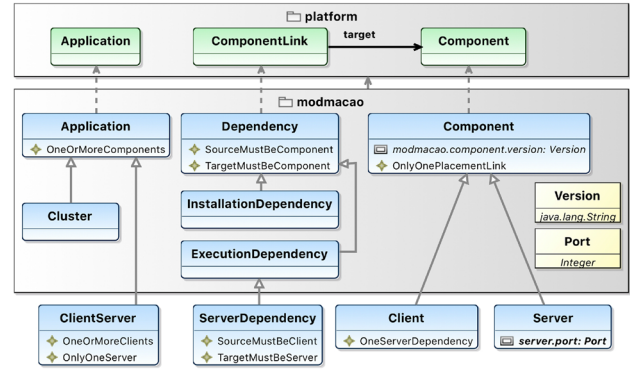 platform
Application
ComponentLink
target
Component
modmacao
Application
OneOrMoreComponents
Dependency
SourceMustBeComponent
TargetMustBeComponent
Component
modmacao.component.version: Version
OnlyOnePlacementLink
Cluster
InstallationDependency
ExecutionDependency
Version
java.lang.String
Port
Integer
ClientServer
OneOrMoreClients
OnlyOneServer
ServerDependency
SourceMustBeClient
TargetMustBeServer
Client
OneServerDependency
Server
server.port: Port